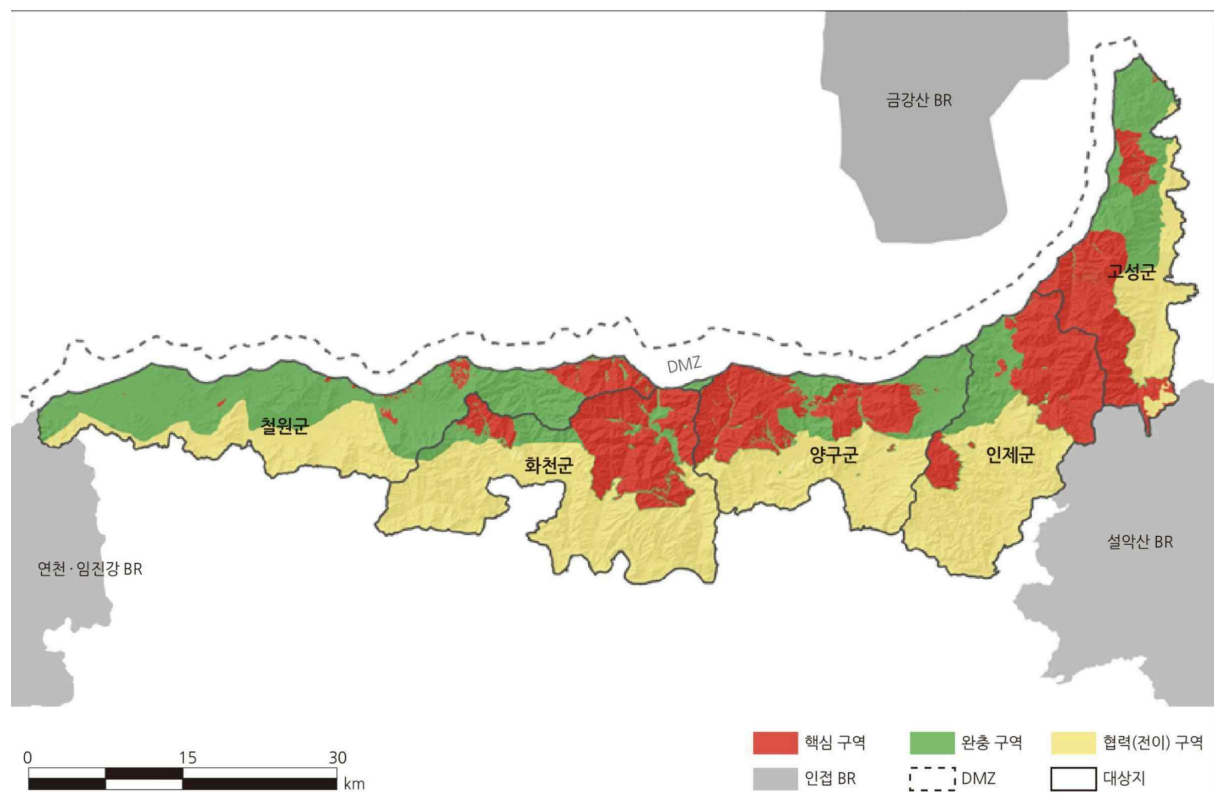 금강산 BR
고성군
DMZ
철원군
화천군
양구군
인제군
설악산 BR
연천·임진강 BR
0 15 30
km
핵심 구역 완충 구역 협력(전이) 구역
인접 BR DMZ 대상지